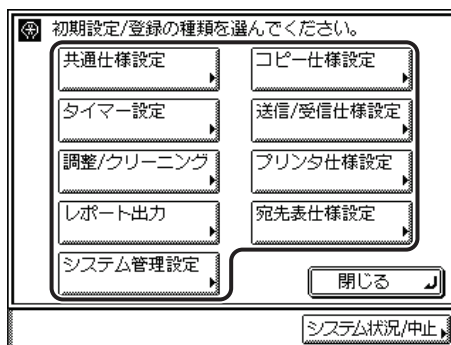 初期設定/登録の種類を選んでください。
共通仕様設定
コピー仕様設定
タイマー設定
送信/受信仕様設定
調整/クリーニング
プリンタ仕様設定
レポート出力
宛先表仕様設定
システム管理設定
閉じる
システム状況/中止